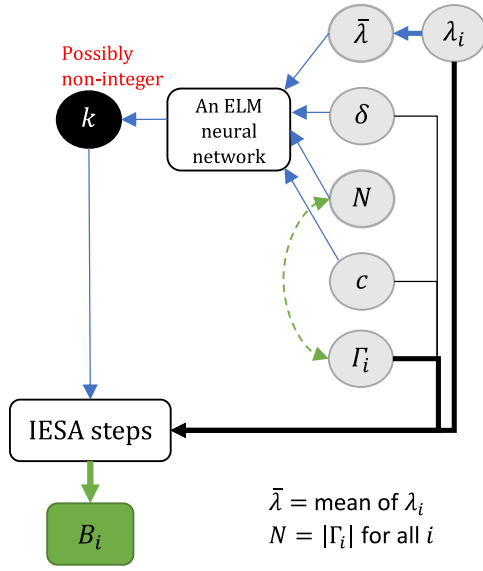 Possibly
non-integer
k
An ELM
neural
network
λ̄
λᵢ
δ
N
c
Γᵢ
IESA steps
Bᵢ
λ̄ = mean of λᵢ
N = |Γᵢ| for all i